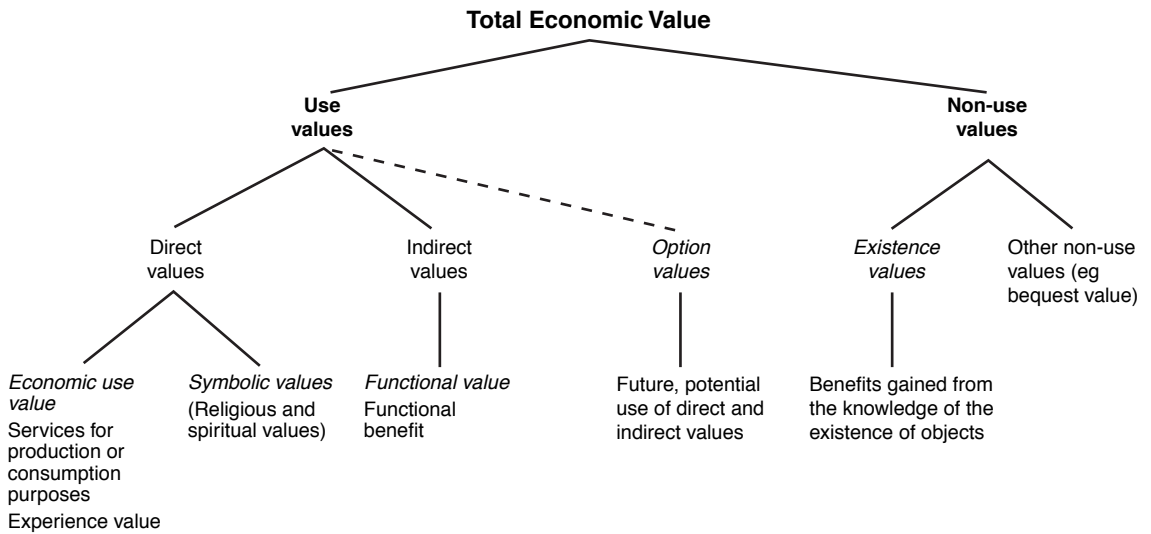 Total Economic Value
Use
values
Non-use
values
Direct
values
Indirect
values
Option
values
Existence
values
Other non-use
values (eg
bequest value)
Economic use
value
Services for
production or
consumption
purposes
Experience value
Symbolic values
(Religious and
spiritual values)
Functional value
Functional
benefit
Future, potential
use of direct and
indirect values
Benefits gained from
the knowledge of the
existence of objects